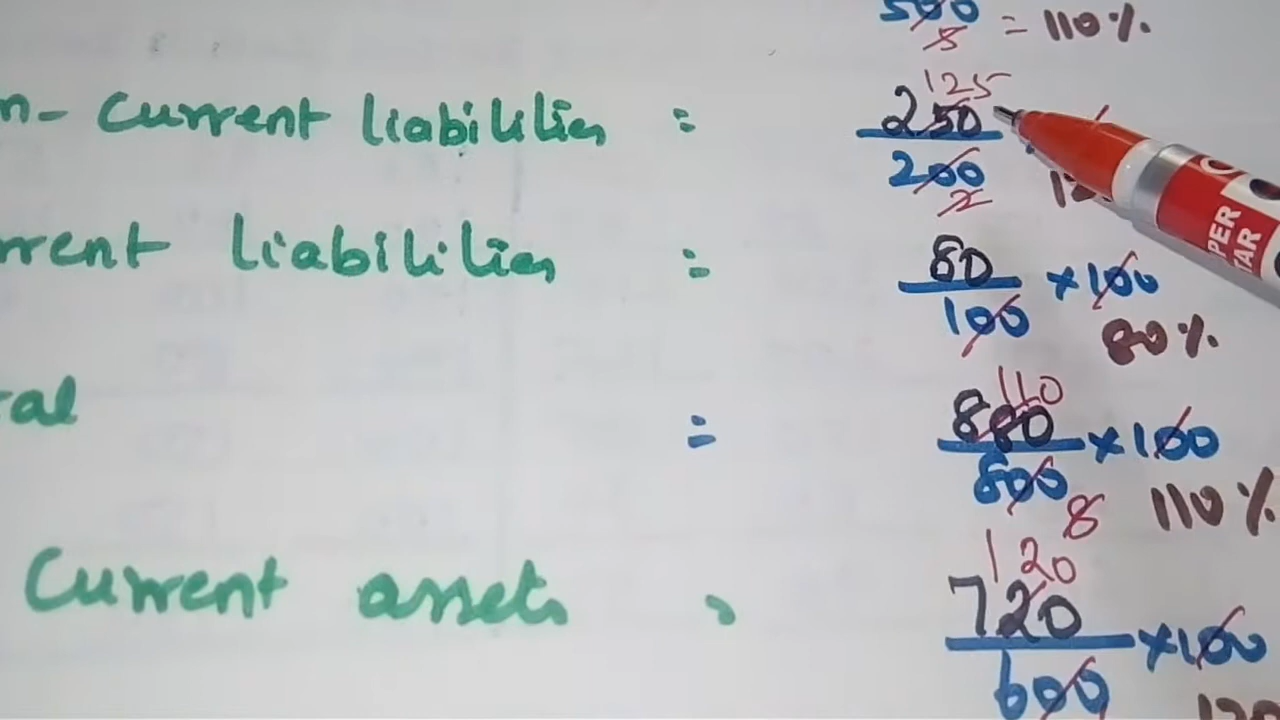 500
5 = 110%
125
n- Current liabilities = 250
200
2
rrent liabilities = 80 × 100
100
80%
110
al = 880 × 100
800
8 110%
120
Current assets = 720 × 100
600
PER
TAR